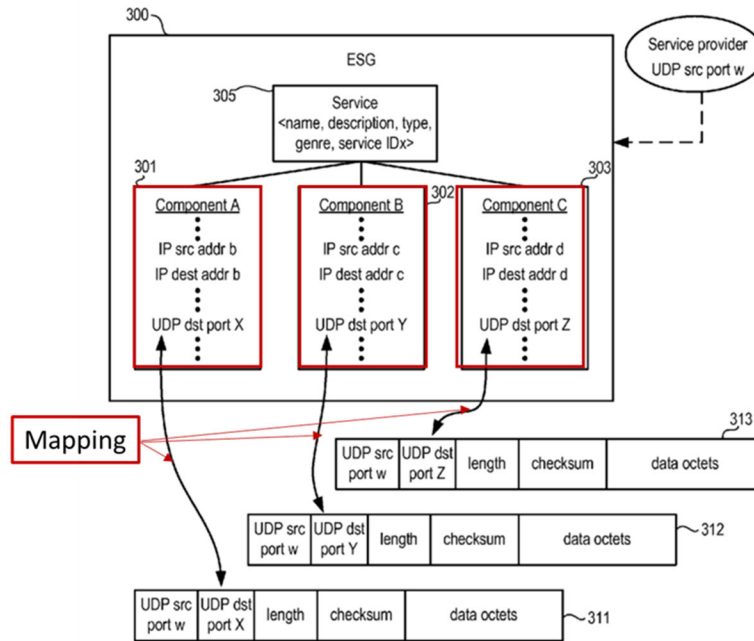 300
ESG
Service provider
UDP src port w
305
Service
<name, description, type,
genre, service IDx>
301
302
303
Component A
IP src addr b
IP dest addr b
UDP dst port X
Component B
IP src addr c
IP dest addr c
UDP dst port Y
Component C
IP src addr d
IP dest addr d
UDP dst port Z
Mapping
313
UDP src
port w
UDP dst
port Z
length
checksum
data octets
312
UDP src
port w
UDP dst
port Y
length
checksum
data octets
311
UDP src
port w
UDP dst
port X
length
checksum
data octets